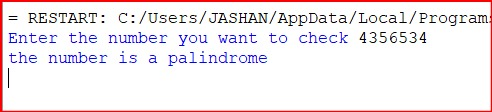 = RESTART: C:/Users/JASHAN/AppData/Local/Programs
Enter the number you want to check 4356534
the number is a palindrome